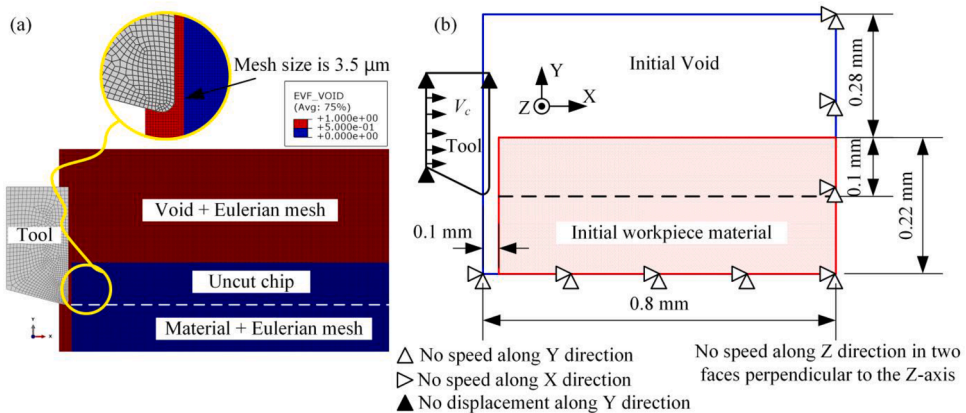 (a)
Mesh size is 3.5 μm
EVF_VOID
(Avg: 75%)
+1.000e+00
+5.000e-01
+0.000e+00
Void + Eulerian mesh
Tool
Uncut chip
Material + Eulerian mesh
Y
X
(b)
Initial Void
Y
Z
X
Vc
Tool
0.28 mm
0.1 mm
0.22 mm
0.1 mm
Initial workpiece material
0.8 mm
No speed along Y direction
No speed along X direction
No displacement along Y direction
No speed along Z direction in two
faces perpendicular to the Z-axis